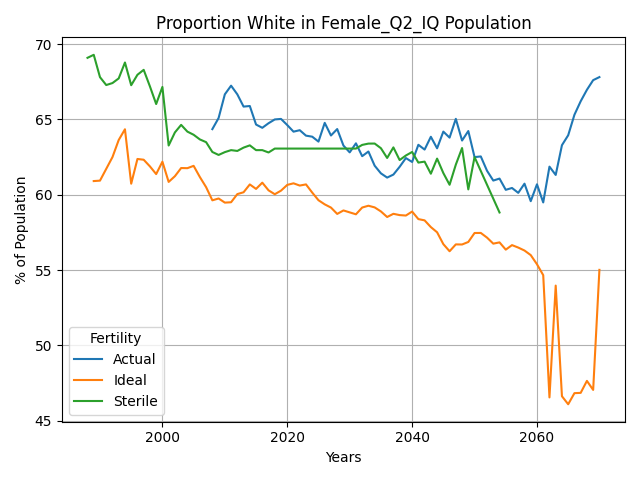 Proportion White in Female_Q2_IQ Population
70
65
60
55
50
45
% of Population
Fertility
Actual
Ideal
Sterile
2000
2020
2040
2060
Years